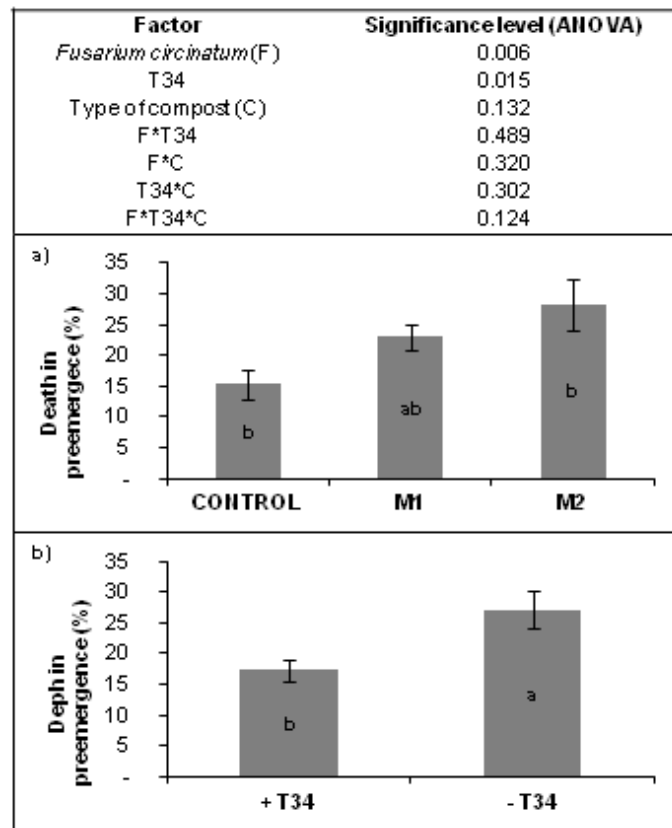 Factor Significance level (ANOVA)
Fusarium circinatum (F) 0.006
T34 0.015
Type of compost (C) 0.132
F*T34 0.489
F*C 0.320
T34*C 0.302
F*T34*C 0.124
a)
Death in
preemergece (%)
35
30
25
20
15
10
5
-
b
ab
b
CONTROL M1 M2
b)
Deph in
preemergence (%)
35
30
25
20
15
10
5
-
b
a
+ T34 - T34